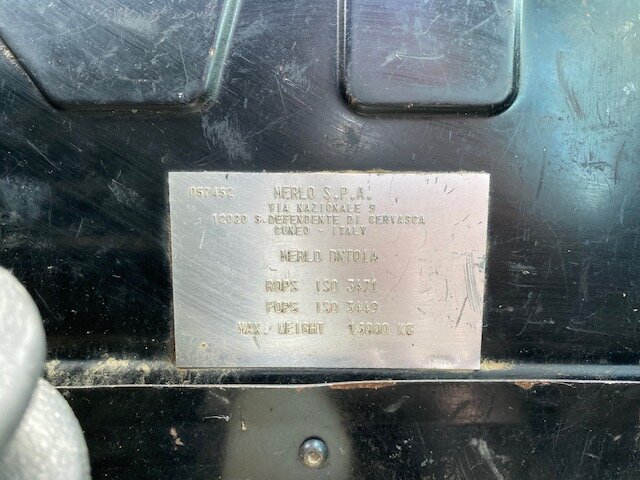 057452 MERLO S.P.A.
VIA NAZIONALE 9
12020 S.DEFENDENTE DI CERVASCA
CUNEO - ITALY
MERLO DNT01A
ROPS ISO 3471
FOPS ISO 3449
MAX. WEIGHT 13000 KG